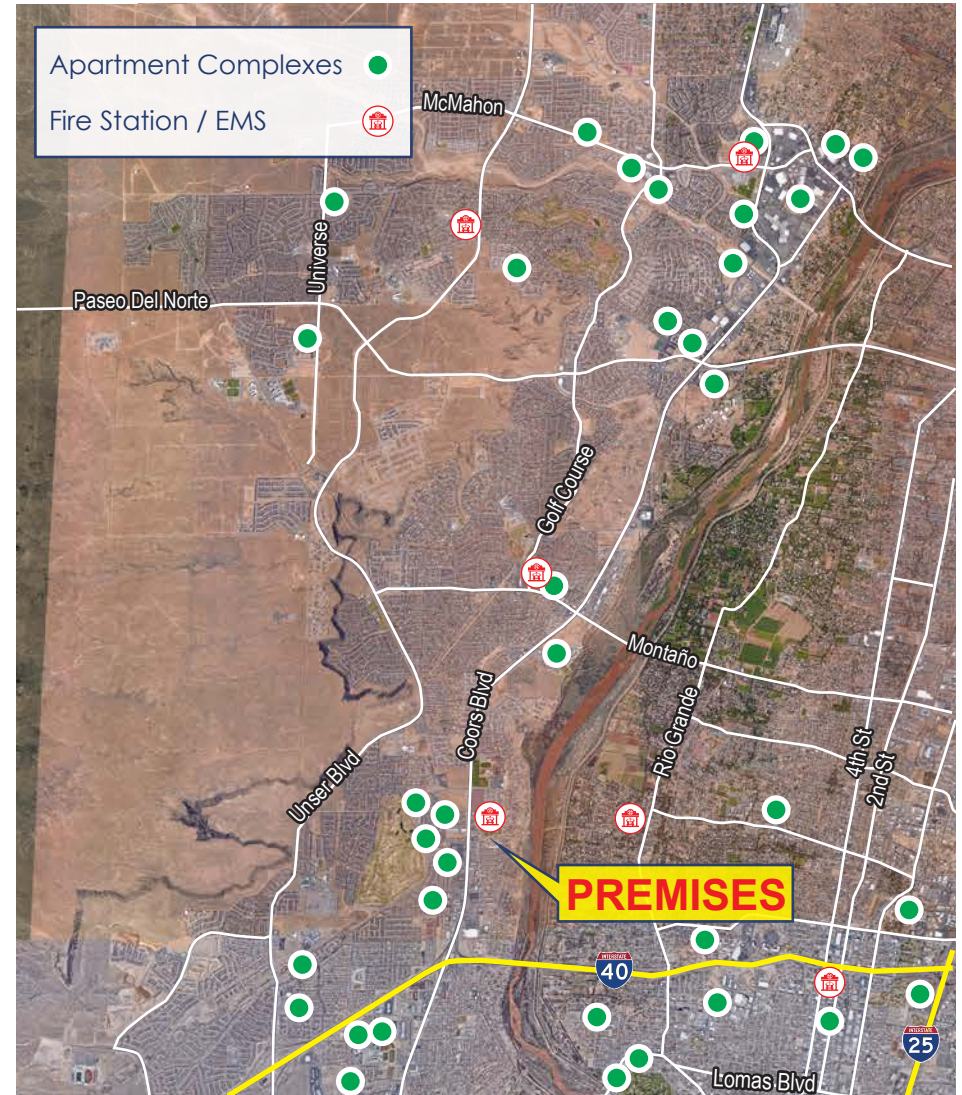 Apartment Complexes
Fire Station / EMS
McMahon
Universe
Paseo Del Norte
Golf Course
Montaño
Coors Blvd
Rio Grande
Unser Blvd
4th St
2nd St
PREMISES
INTERSTATE
40
INTERSTATE
25
Lomas Blvd